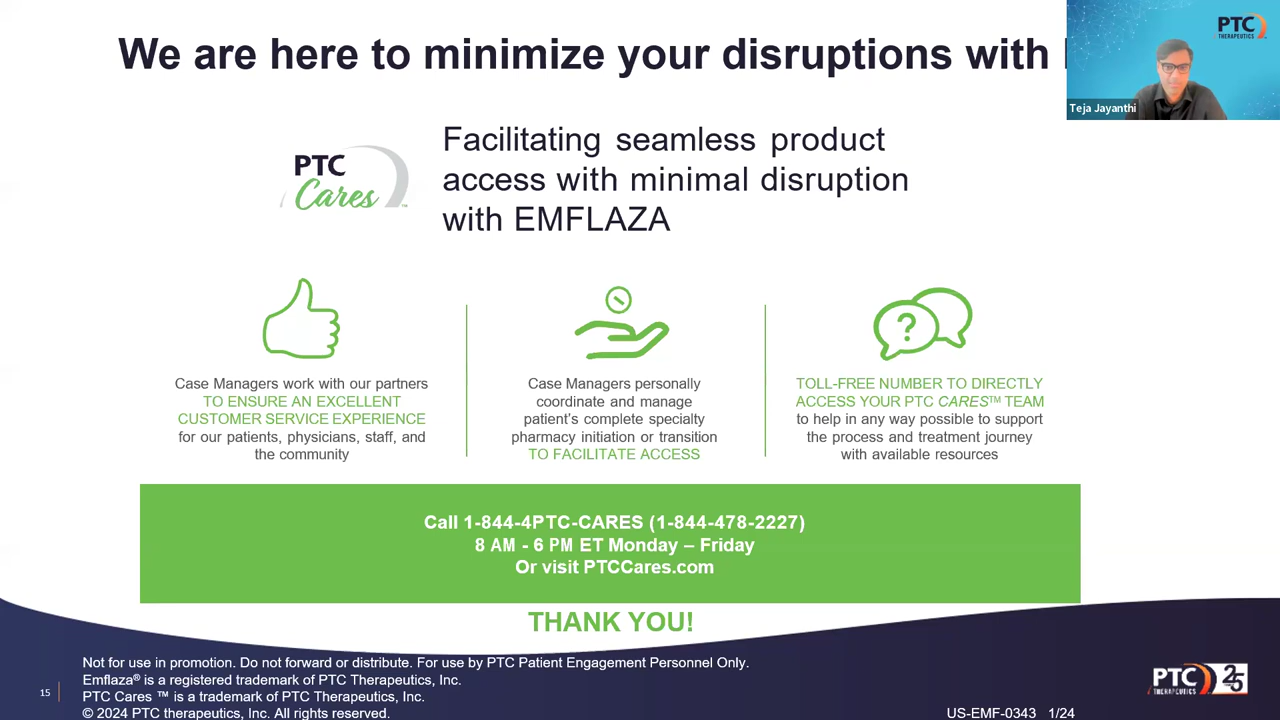 We are here to minimize your disruptions with
PTC
THERAPEUTICS
Teja Jayanthi
PTC
Cares™
Facilitating seamless product
access with minimal disruption
with EMFLAZA
?
Case Managers work with our partners
TO ENSURE AN EXCELLENT
CUSTOMER SERVICE EXPERIENCE
for our patients, physicians, staff, and
the community
Case Managers personally
coordinate and manage
patient's complete specialty
pharmacy initiation or transition
TO FACILITATE ACCESS
TOLL-FREE NUMBER TO DIRECTLY
ACCESS YOUR PTC CARES™ TEAM
to help in any way possible to support
the process and treatment journey
with available resources
Call 1-844-4PTC-CARES (1-844-478-2227)
8 AM - 6 PM ET Monday – Friday
Or visit PTCCares.com
THANK YOU!
Not for use in promotion. Do not forward or distribute. For use by PTC Patient Engagement Personnel Only.
Emflaza® is a registered trademark of PTC Therapeutics, Inc.
PTC Cares ™ is a trademark of PTC Therapeutics, Inc.
© 2024 PTC therapeutics, Inc. All rights reserved.
15
US-EMF-0343 1/24
PTC
THERAPEUTICS
25